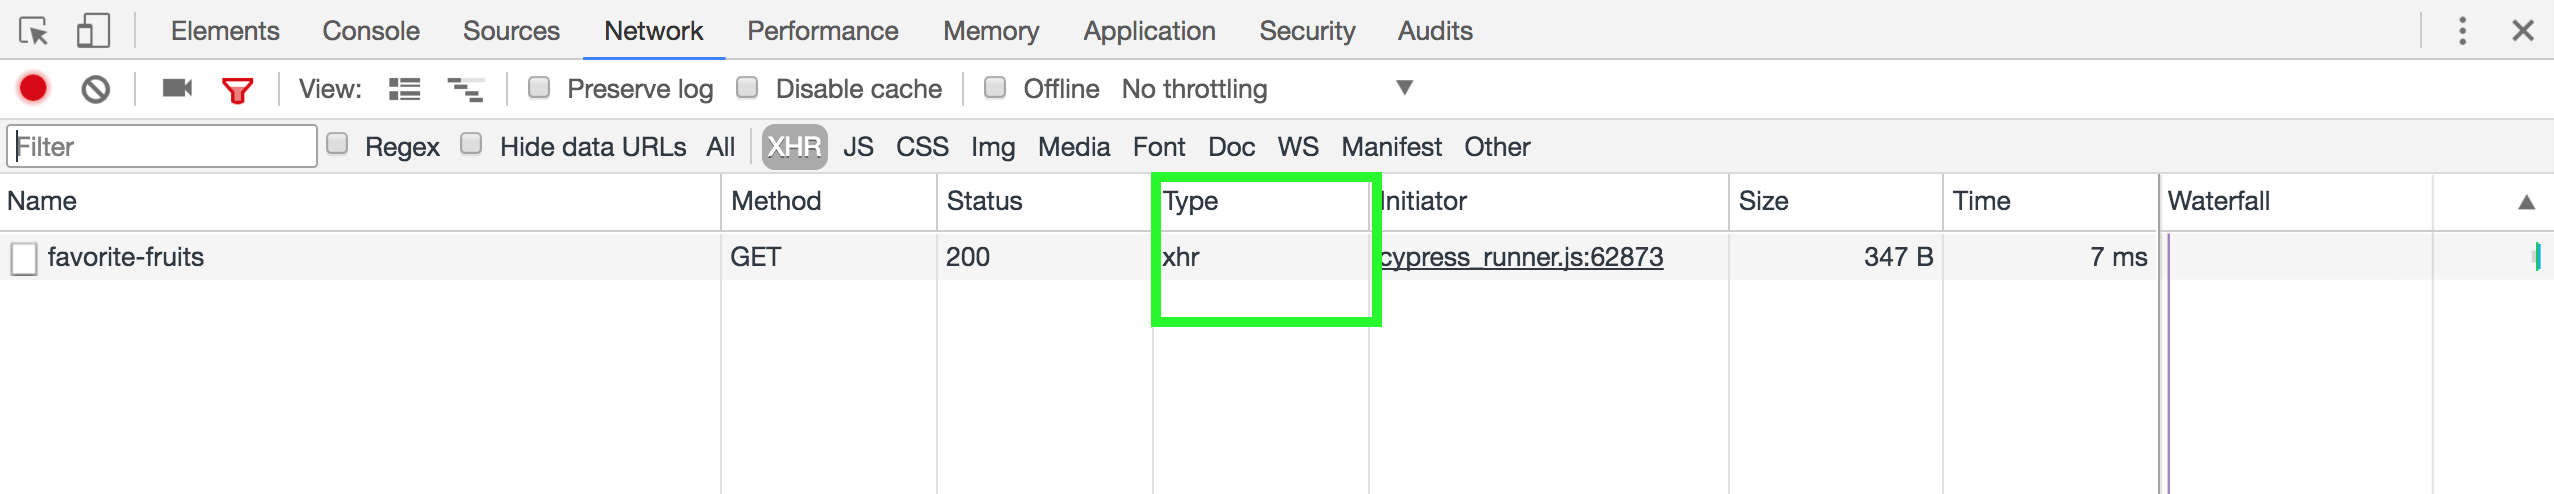 Elements Console Sources Network Performance Memory Application Security Audits
View: Preserve log Disable cache Offline No throttling
Filter Regex Hide data URLs All XHR JS CSS Img Media Font Doc WS Manifest Other
Name Method Status Type Initiator Size Time Waterfall
favorite-fruits GET 200 xhr cypress_runner.js:62873 347 B 7 ms